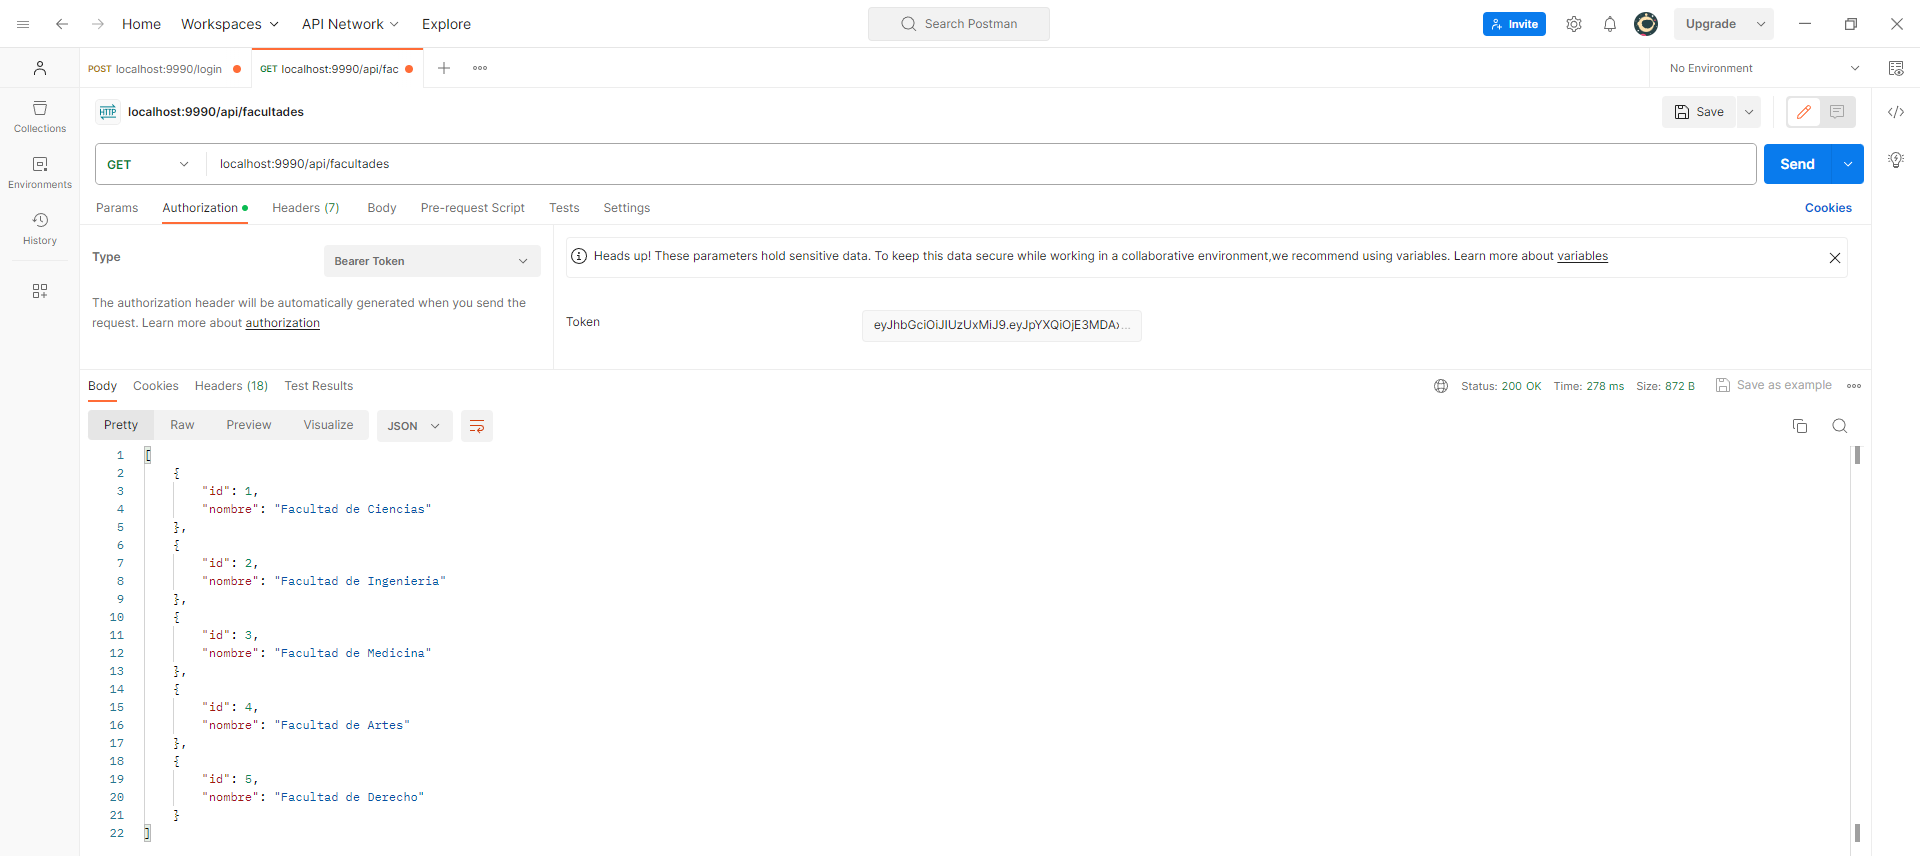 Home Workspaces API Network Explore Search Postman Invite Upgrade
POST localhost:9990/login GET localhost:9990/api/fac No Environment
HTTP localhost:9990/api/facultades Save
Collections
GET localhost:9990/api/facultades Send
Environments
Params Authorization Headers (7) Body Pre-request Script Tests Settings Cookies
History
Type Bearer Token
Heads up! These parameters hold sensitive data. To keep this data secure while working in a collaborative environment,we recommend using variables. Learn more about variables
The authorization header will be automatically generated when you send the
request. Learn more about authorization
Token eyJhbGciOiJIUzUxMiJ9.eyJpYXQiOjE3MDAx...
Body Cookies Headers (18) Test Results Status: 200 OK Time: 278 ms Size: 872 B Save as example
Pretty Raw Preview Visualize JSON
1 [
2 {
3 "id": 1,
4 "nombre": "Facultad de Ciencias"
5 },
6 {
7 "id": 2,
8 "nombre": "Facultad de Ingenieria"
9 },
10 {
11 "id": 3,
12 "nombre": "Facultad de Medicina"
13 },
14 {
15 "id": 4,
16 "nombre": "Facultad de Artes"
17 },
18 {
19 "id": 5,
20 "nombre": "Facultad de Derecho"
21 }
22 ]